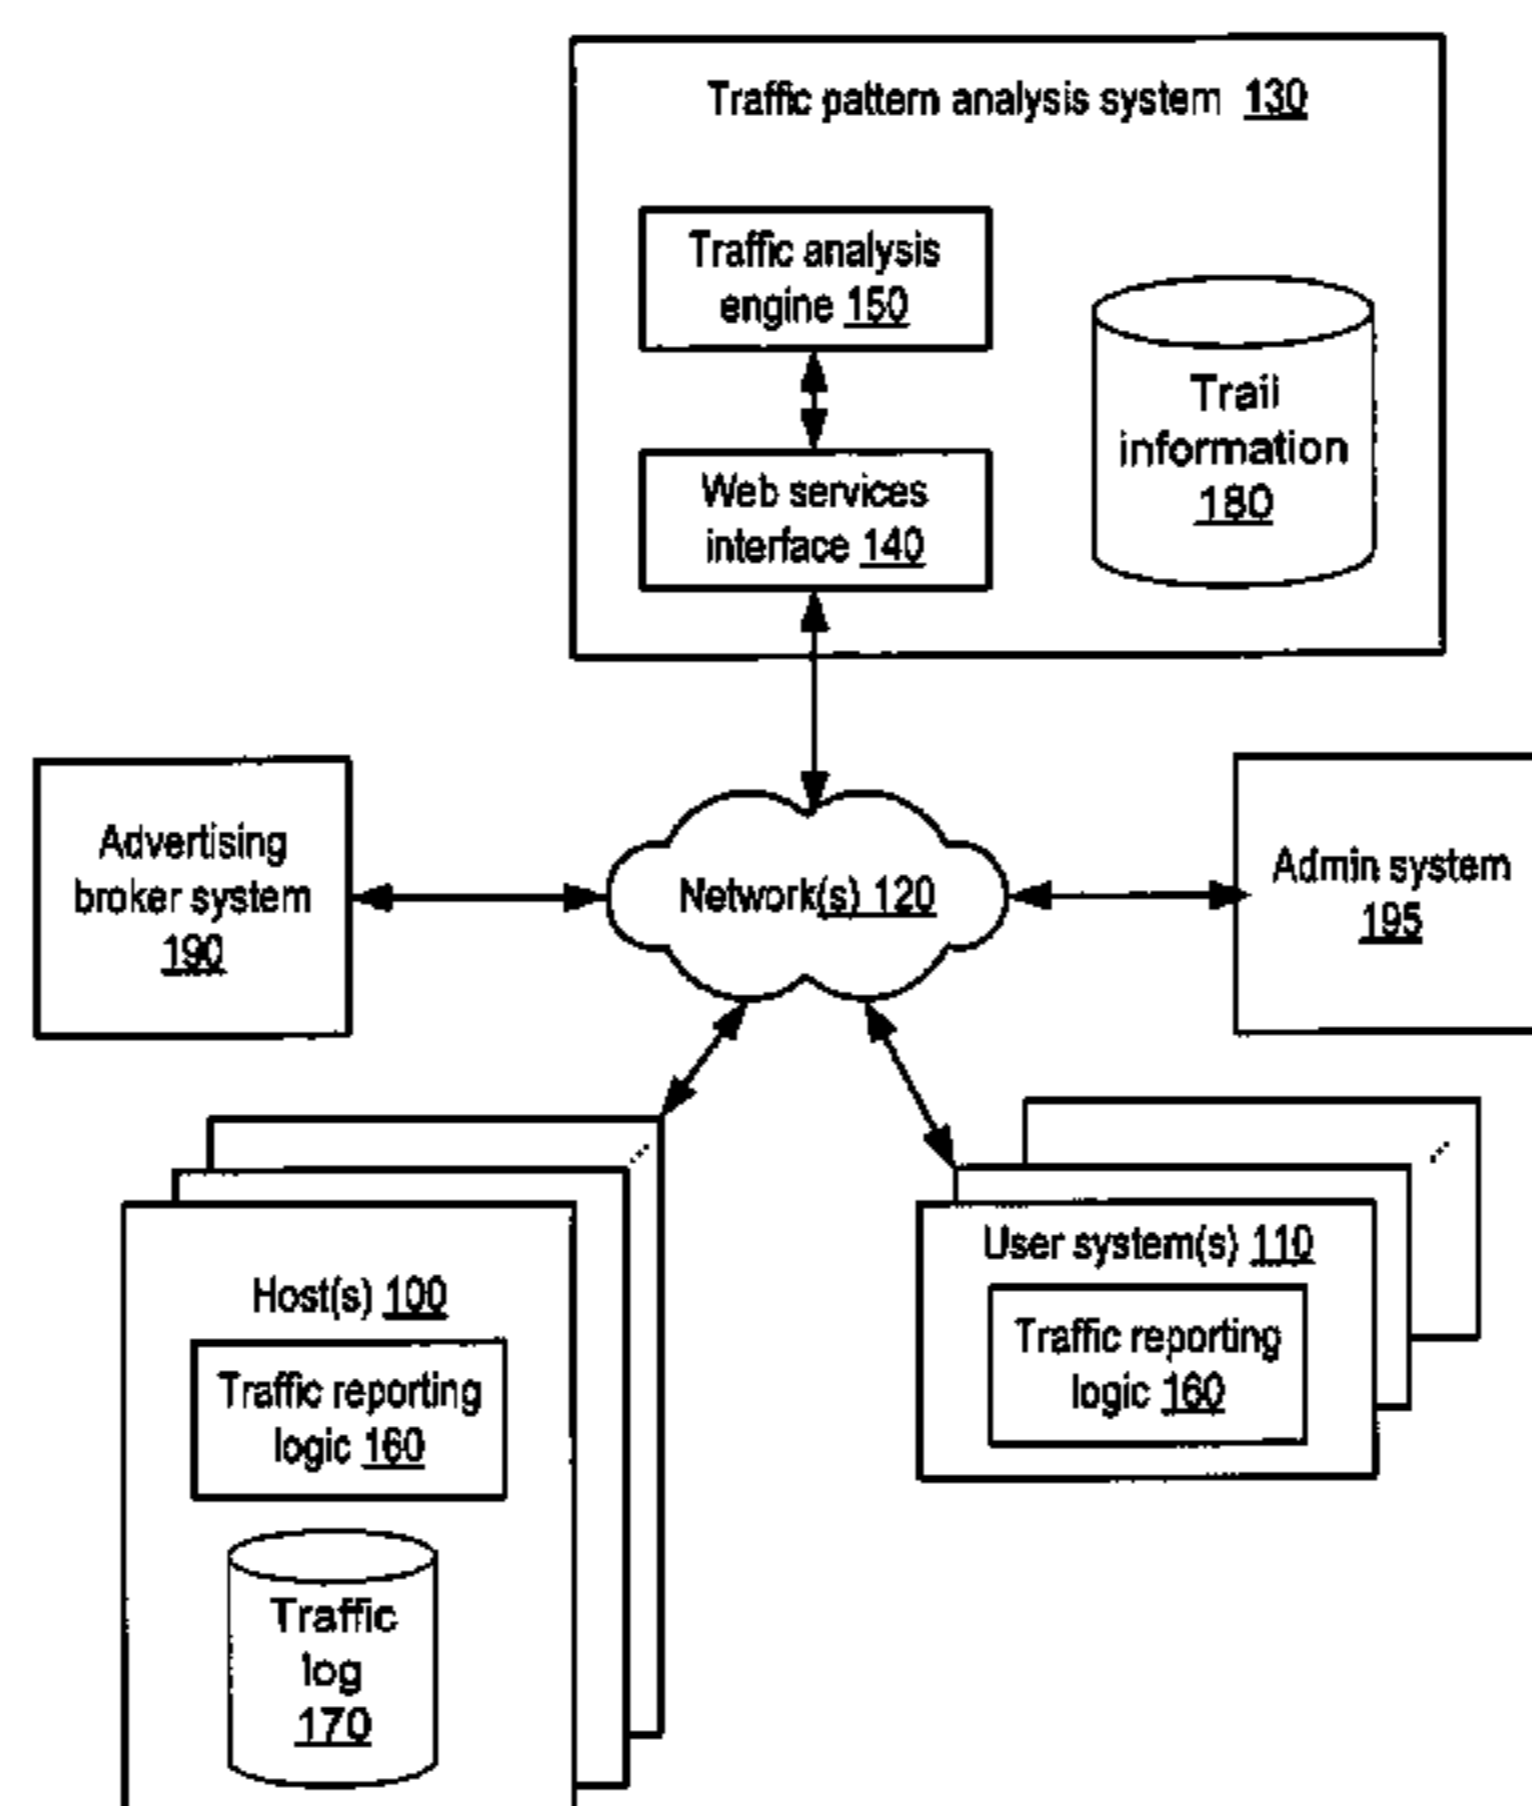 Traffic pattern analysis system 130
Traffic analysis
engine 150
Trail
information
180
Web services
interface 140
Advertising
broker system
190
Network(s) 120
Admin system
195
Host(s) 100
Traffic reporting
logic 160
Traffic
log
170
User system(s) 110
Traffic reporting
logic 160